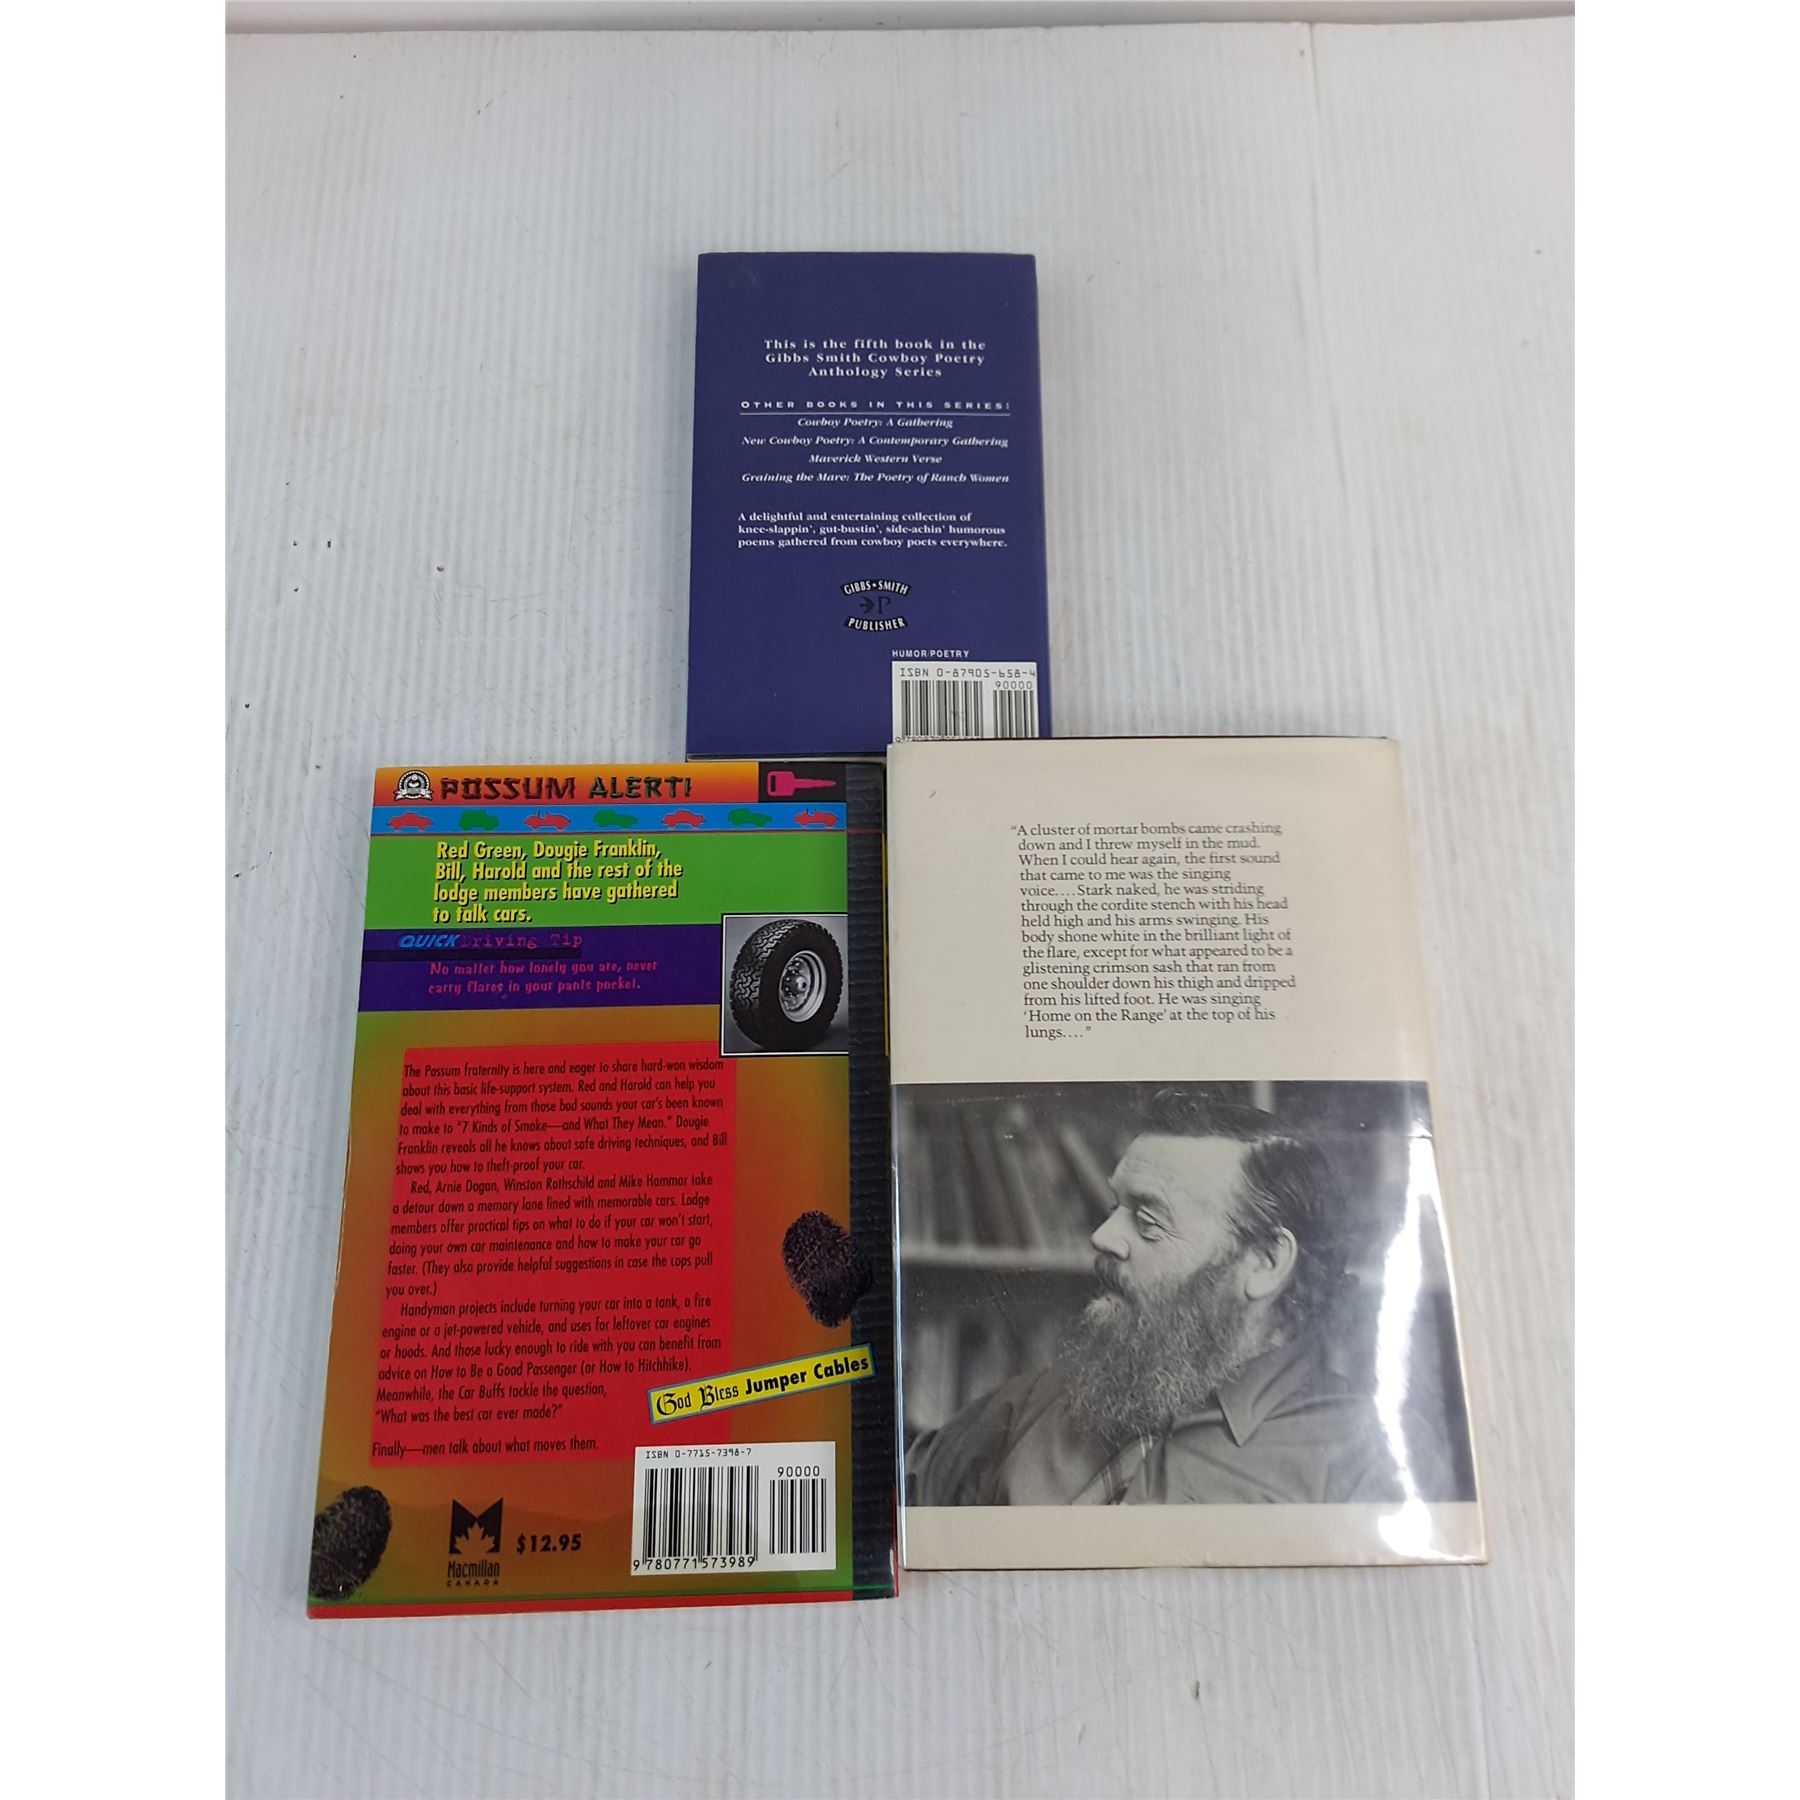 This is the fifth book in the
Gibbs Smith Cowboy Poetry
Anthology Series
OTHER BOOKS IN THIS SERIES:
Cowboy Poetry: A Gathering
New Cowboy Poetry: A Contemporary Gathering
Maverick Western Verse
Graining the Mare: The Poetry of Ranch Women
A delightful and entertaining collection of
knee-slappin', gut-bustin', side-achin' humorous
poems gathered from cowboy poets everywhere.
GIBBS•SMITH
P
PUBLISHER
HUMOR/POETRY
ISBN 0-87905-658-4
90000
POSSUM ALERT!
Red Green, Dougie Franklin,
Bill, Harold and the rest of the
lodge members have gathered
to talk cars.
QUICK Driving Tip
No matter how lonely you are, never
carry flares in your pants pocket.
The Possum fraternity is here and eager to share hard-won wisdom
about this basic life-support system. Red and Harold can help you
deal with everything from those bad sounds your car's been known
to make to "7 Kinds of Smoke—and What They Mean." Dougie
Franklin reveals all he knows about safe driving techniques, and Bill
shows you how to theft-proof your car.
Red, Arnie Dogan, Winston Rothschild and Mike Hammar take
a detour down a memory lane lined with memorable cars. Lodge
members offer practical tips on what to do if your car won't start,
doing your own car maintenance and how to make your car go
faster. (They also provide helpful suggestions in case the cops pull
you over.)
Handyman projects include turning your car into a tank, a fire
engine or a jet-powered vehicle, and uses for leftover car engines
or hoods. And those lucky enough to ride with you can benefit from
advice on How to Be a Good Passenger (or How to Hitchhike).
Meanwhile, the Car Buffs tackle the question,
"What was the best car ever made?"
Finally—men talk about what moves them.
God Bless Jumper Cables
ISBN 0-7715-7398-7
90000
9 780771 573989
Macmillan
CANADA
$12.95
"A cluster of mortar bombs came crashing
down and I threw myself in the mud.
When I could hear again, the first sound
that came to me was the singing
voice....Stark naked, he was striding
through the cordite stench with his head
held high and his arms swinging. His
body shone white in the brilliant light of
the flare, except for what appeared to be a
glistening crimson sash that ran from
one shoulder down his thigh and dripped
from his lifted foot. He was singing
'Home on the Range' at the top of his
lungs...."